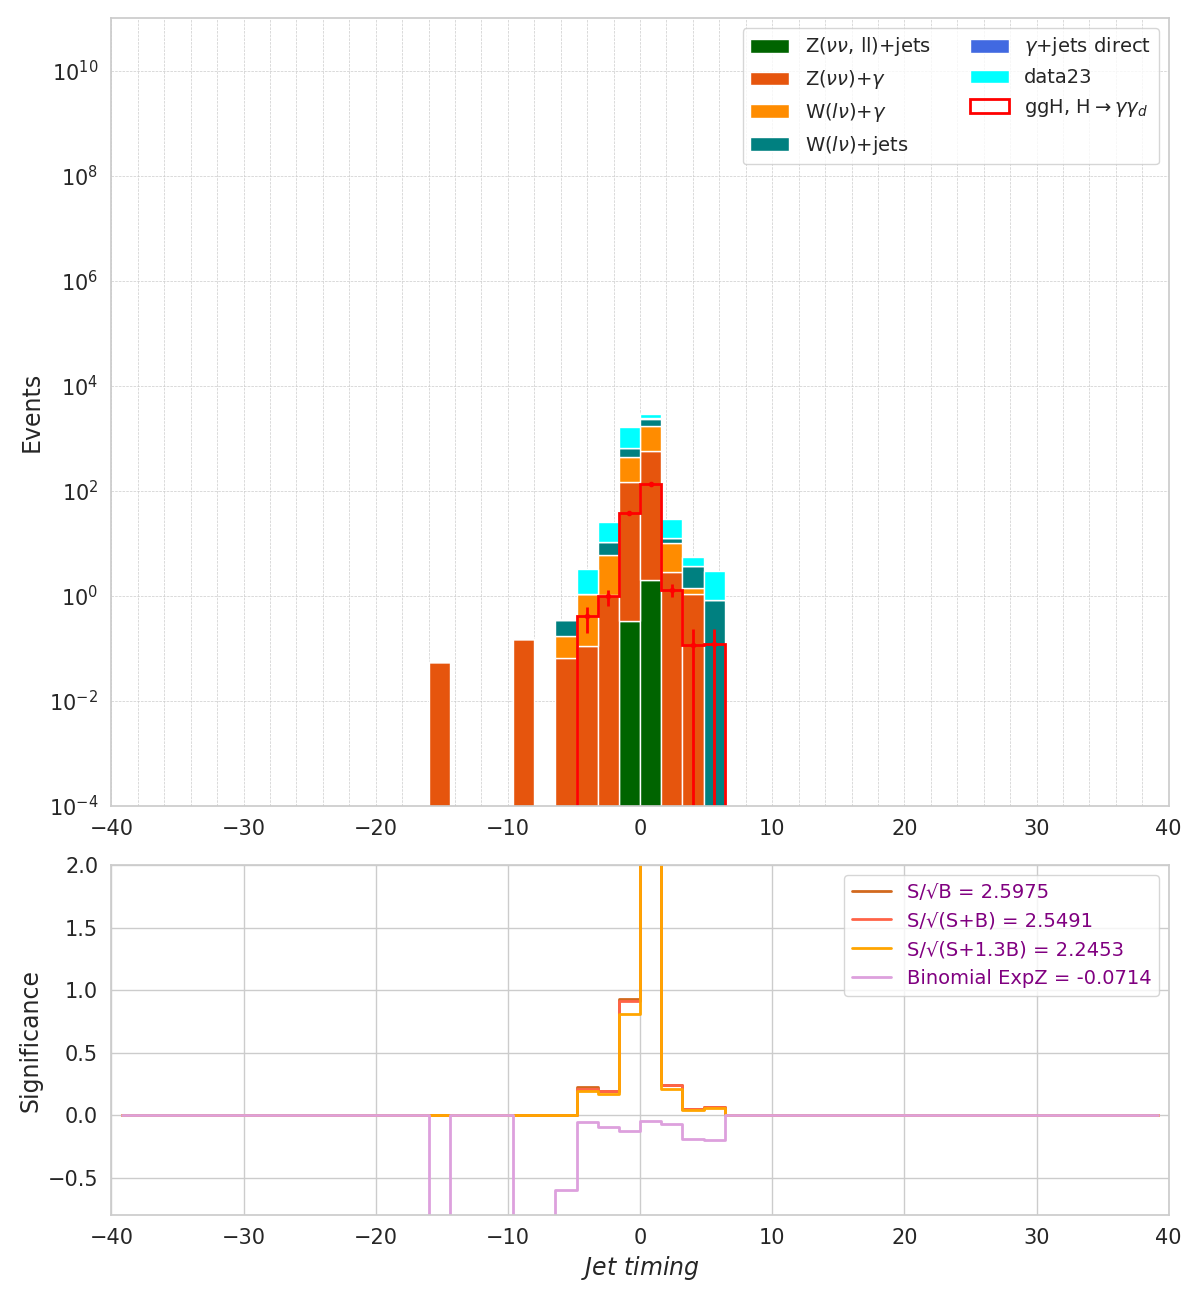 Z(νν, ll)+jets
Z(νν)+γ
W(lν)+γ
W(lν)+jets
γ+jets direct
data23
ggH, H→γγ_d
10^10
10^8
10^6
10^4
10^2
10^0
10^−2
10^−4
Events
−40 −30 −20 −10 0 10 20 30 40
2.0
1.5
1.0
0.5
0.0
−0.5
Significance
S/√B = 2.5975
S/√(S+B) = 2.5491
S/√(S+1.3B) = 2.2453
Binomial ExpZ = -0.0714
−40 −30 −20 −10 0 10 20 30 40
Jet timing